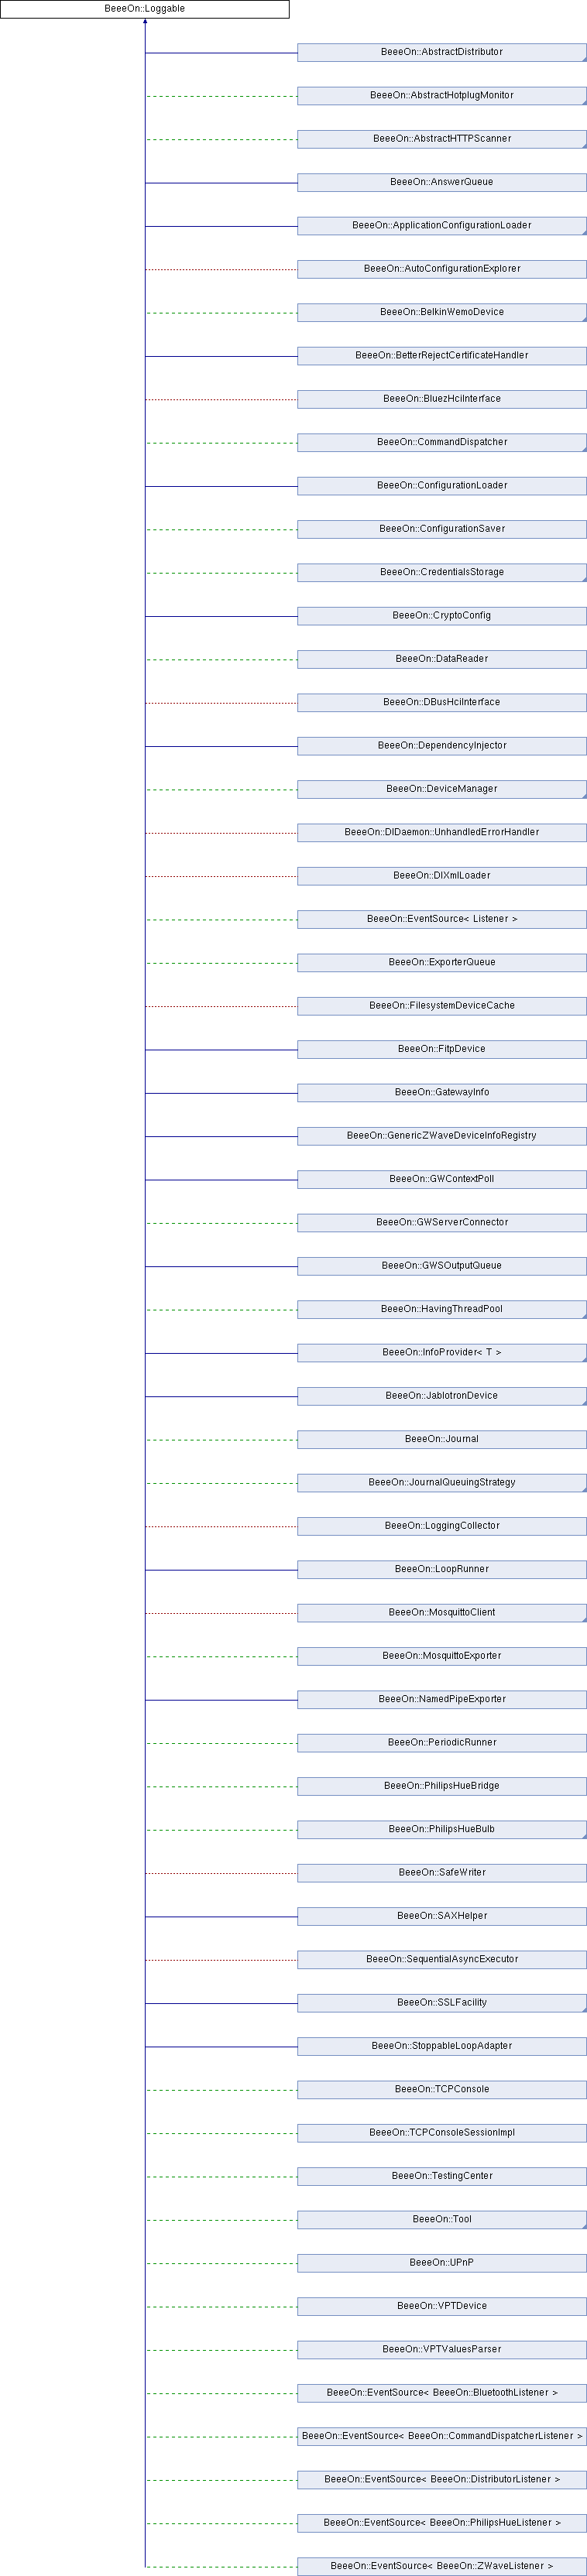 BeeeOn::Loggable
BeeeOn::AbstractDistributor
BeeeOn::AbstractHotplugMonitor
BeeeOn::AbstractHTTPScanner
BeeeOn::AnswerQueue
BeeeOn::ApplicationConfigurationLoader
BeeeOn::AutoConfigurationExplorer
BeeeOn::BelkinWemoDevice
BeeeOn::BetterRejectCertificateHandler
BeeeOn::BluezHciInterface
BeeeOn::CommandDispatcher
BeeeOn::ConfigurationLoader
BeeeOn::ConfigurationSaver
BeeeOn::CredentialsStorage
BeeeOn::CryptoConfig
BeeeOn::DataReader
BeeeOn::DBusHciInterface
BeeeOn::DependencyInjector
BeeeOn::DeviceManager
BeeeOn::DIDaemon::UnhandledErrorHandler
BeeeOn::DIXmlLoader
BeeeOn::EventSource< Listener >
BeeeOn::ExporterQueue
BeeeOn::FilesystemDeviceCache
BeeeOn::FitpDevice
BeeeOn::GatewayInfo
BeeeOn::GenericZWaveDeviceInfoRegistry
BeeeOn::GWContextPoll
BeeeOn::GWServerConnector
BeeeOn::GWSOutputQueue
BeeeOn::HavingThreadPool
BeeeOn::InfoProvider< T >
BeeeOn::JablotronDevice
BeeeOn::Journal
BeeeOn::JournalQueuingStrategy
BeeeOn::LoggingCollector
BeeeOn::LoopRunner
BeeeOn::MosquittoClient
BeeeOn::MosquittoExporter
BeeeOn::NamedPipeExporter
BeeeOn::PeriodicRunner
BeeeOn::PhilipsHueBridge
BeeeOn::PhilipsHueBulb
BeeeOn::SafeWriter
BeeeOn::SAXHelper
BeeeOn::SequentialAsyncExecutor
BeeeOn::SSLFacility
BeeeOn::StoppableLoopAdapter
BeeeOn::TCPConsole
BeeeOn::TCPConsoleSessionImpl
BeeeOn::TestingCenter
BeeeOn::Tool
BeeeOn::UPnP
BeeeOn::VPTDevice
BeeeOn::VPTValuesParser
BeeeOn::EventSource< BeeeOn::BluetoothListener >
BeeeOn::EventSource< BeeeOn::CommandDispatcherListener >
BeeeOn::EventSource< BeeeOn::DistributorListener >
BeeeOn::EventSource< BeeeOn::PhilipsHueListener >
BeeeOn::EventSource< BeeeOn::ZWaveListener >